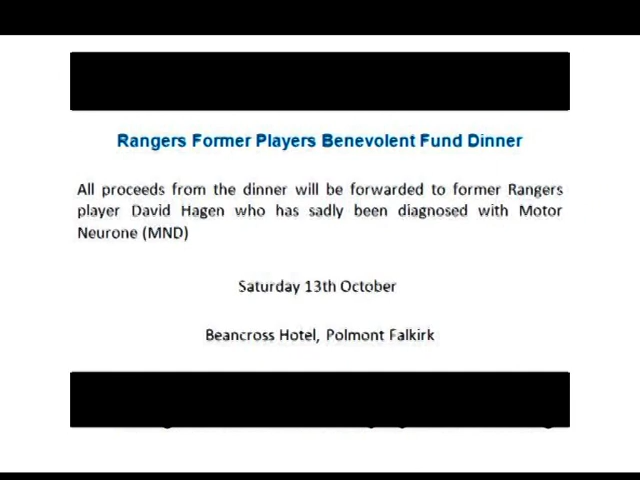 Rangers Former Players Benevolent Fund Dinner
All proceeds from the dinner will be forwarded to former Rangers
player David Hagen who has sadly been diagnosed with Motor
Neurone (MND)
Saturday 13th October
Beancross Hotel, Polmont Falkirk